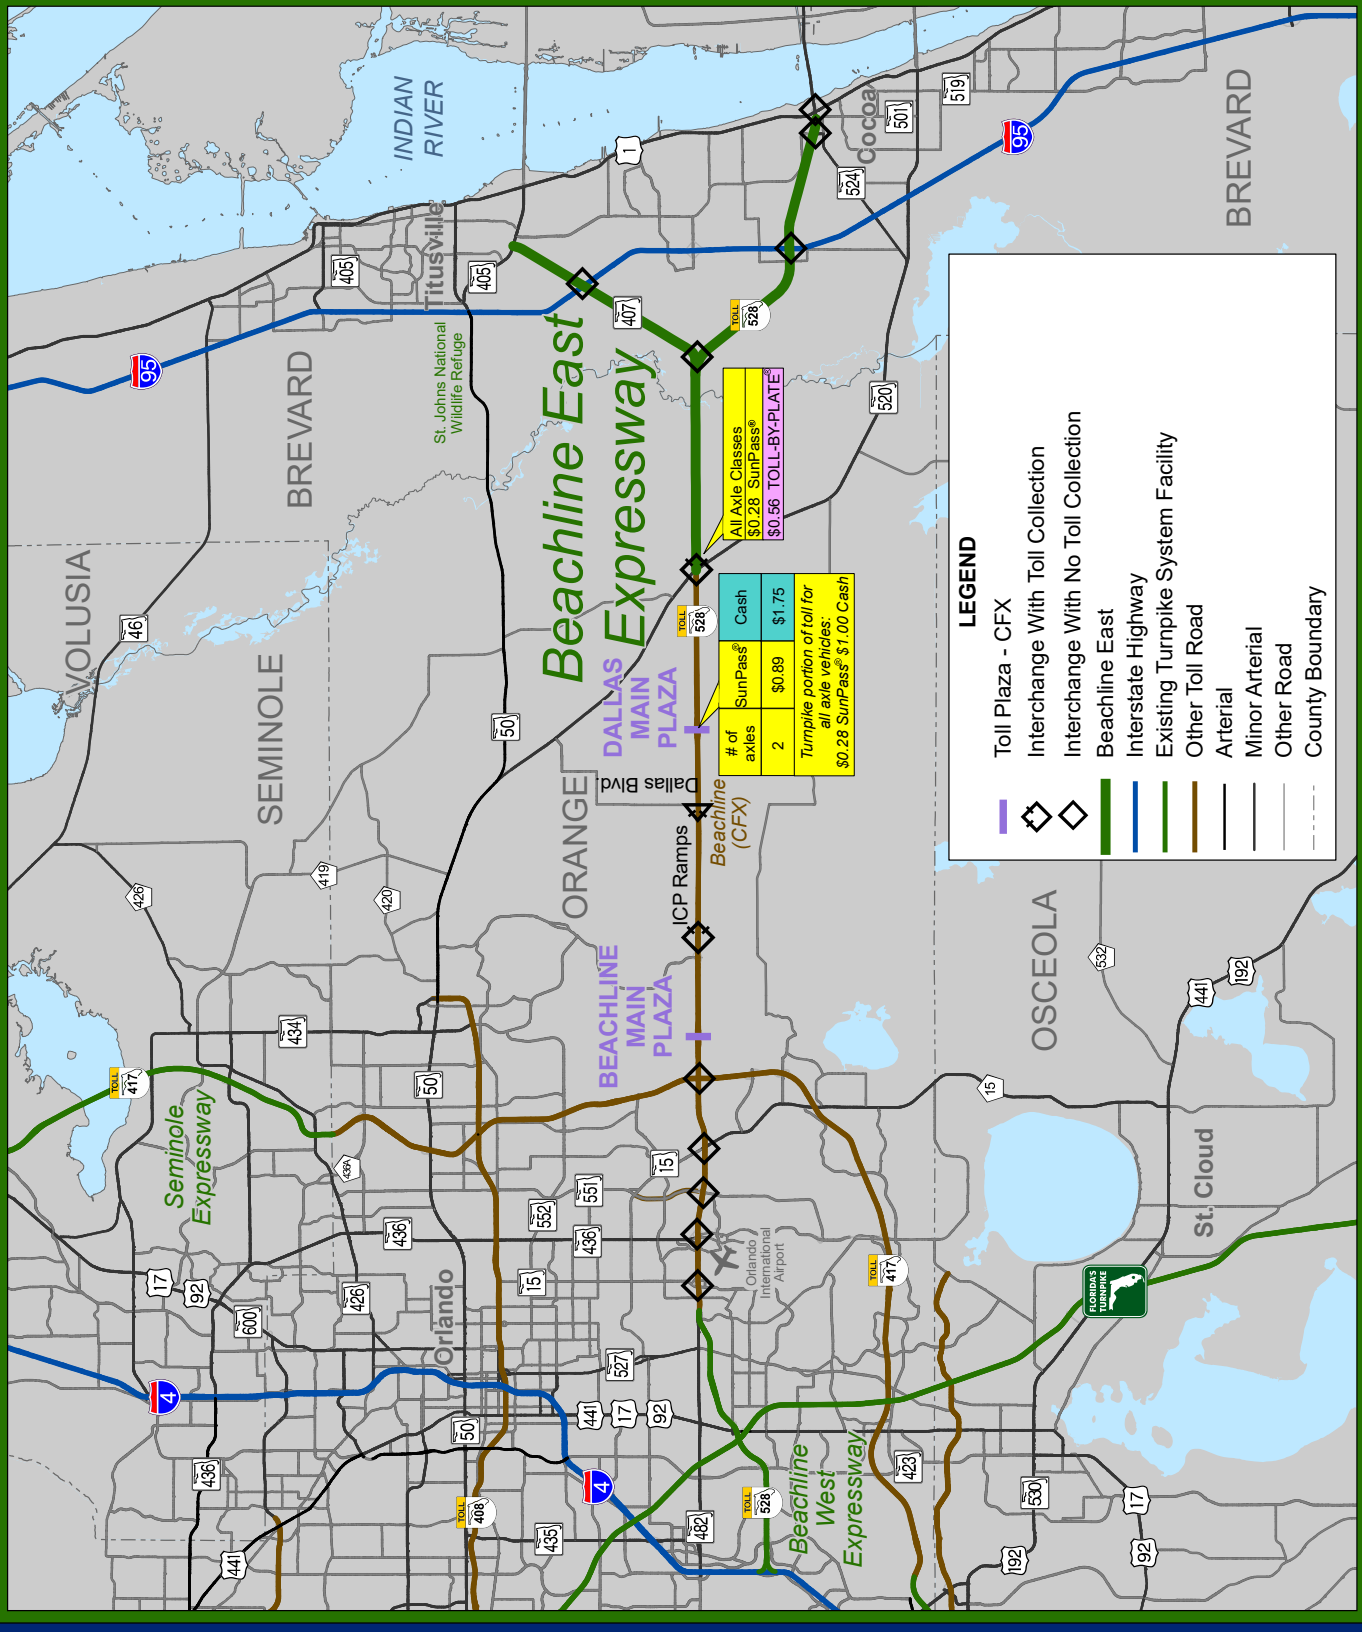 INDIAN
RIVER
95
405
Titusville
405
St. Johns National
Wildlife Refuge
BREVARD
VOLUSIA
46
SEMINOLE
1
407
TOLL
528
Cocoa
501
519
524
95
BREVARD
520
Beachline East
Expressway
All Axle Classes
$0.28 SunPass®
$0.56 TOLL-BY-PLATE®
TOLL
528
DALLAS
MAIN
PLAZA
# of
axles
SunPass®
Cash
2
$0.89
$1.75
Turnpike portion of toll for
all axle vehicles:
$0.28 SunPass® $1.00 Cash
50
Dallas Blvd.
Beachline
(CFX)
ICP Ramps
ORANGE
BEACHLINE
MAIN
PLAZA
426
419
420
434
TOLL
417
Seminole
Expressway
50
436A
15
551
552
436
436
15
Orlando
International
Airport
17
92
600
426
Orlando
527
4
441
17
92
50
436
4
TOLL
408
435
441
482
TOLL
528
Beachline
West
Expressway
423
TOLL
417
FLORIDA'S
TURNPIKE
St. Cloud
15
OSCEOLA
532
441
192
530
17
192
92
LEGEND
Toll Plaza - CFX
Interchange With Toll Collection
Interchange With No Toll Collection
Beachline East
Interstate Highway
Existing Turnpike System Facility
Other Toll Road
Arterial
Minor Arterial
Other Road
County Boundary